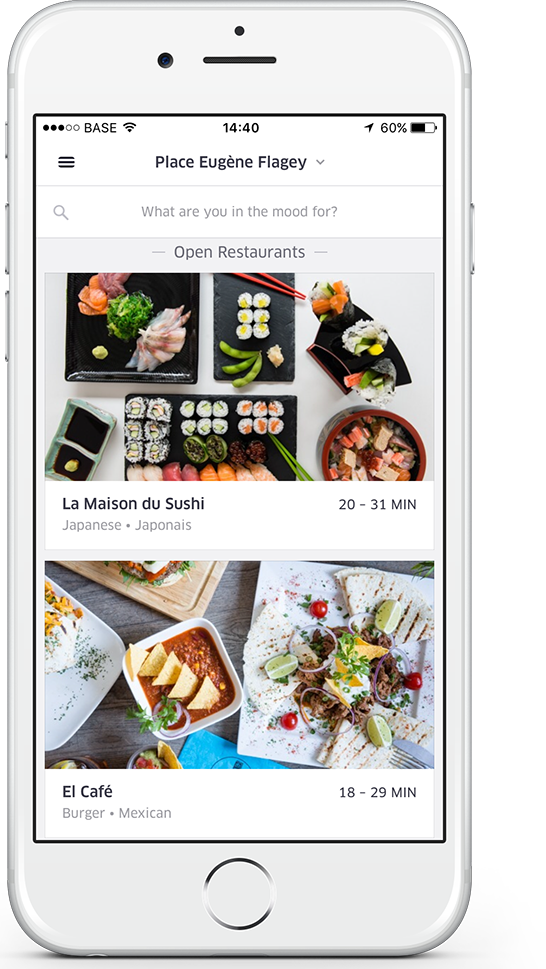 BASE 14:40 60%
Place Eugène Flagey
What are you in the mood for?
Open Restaurants
La Maison du Sushi 20 – 31 MIN
Japanese • Japonais
El Café 18 – 29 MIN
Burger • Mexican